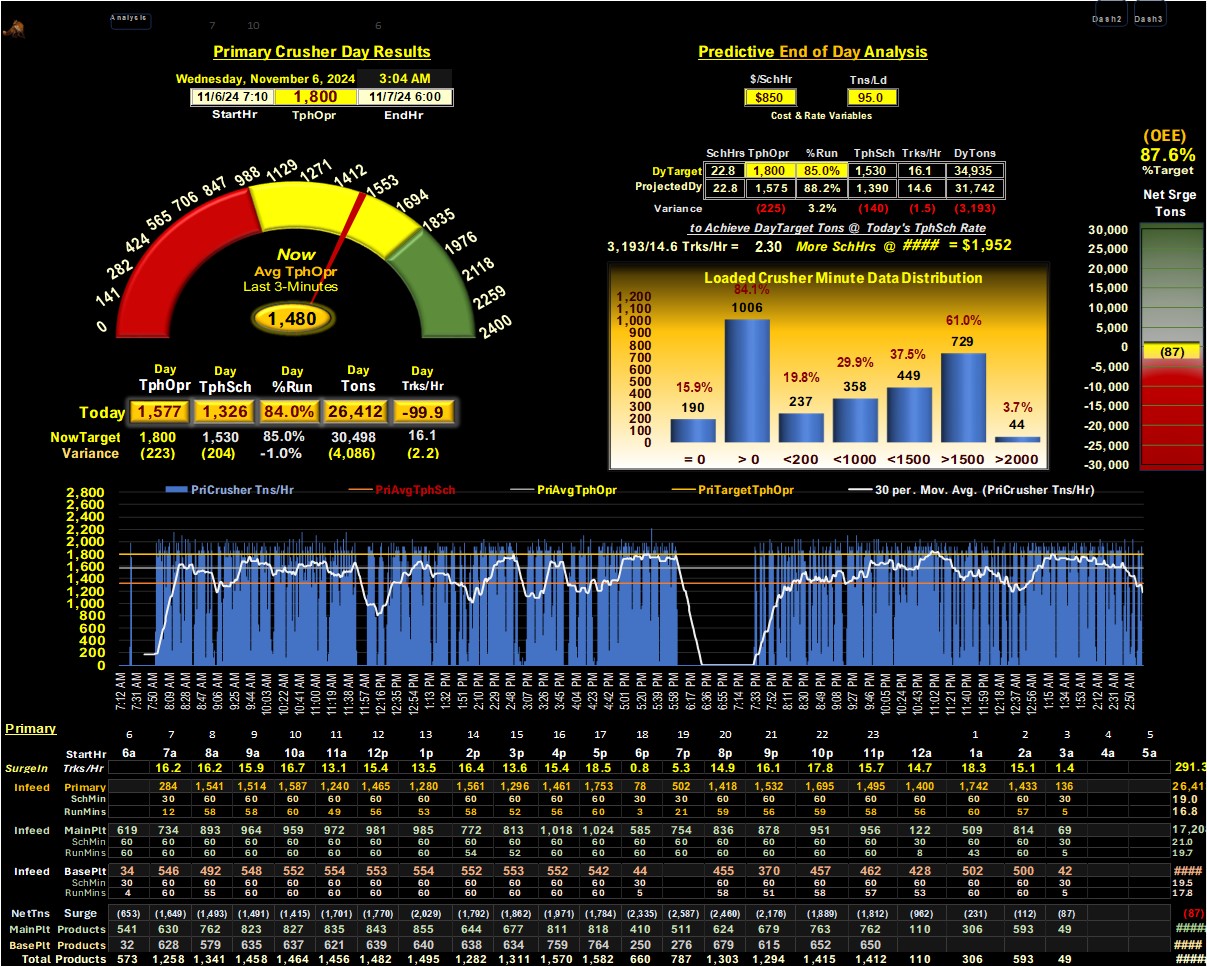 Analysis 7 10 6 Dash2 Dash3
Primary Crusher Day Results
Wednesday, November 6, 2024 3:04 AM
11/6/24 7:10 1,800 11/7/24 6:00
StartHr TphOpr EndHr
Predictive End of Day Analysis
$/SchHr Tns/Ld
$850 95.0
Cost & Rate Variables
SchHrs TphOpr %Run TphSch Trks/Hr DyTons
DyTarget 22.8 1,800 85.0% 1,530 16.1 34,935
ProjectedDy 22.8 1,575 88.2% 1,390 14.6 31,742
Variance (225) 3.2% (140) (1.5) (3,193)
to Achieve DayTarget Tons @ Today's TphSch Rate
3,193/14.6 Trks/Hr = 2.30 More SchHrs @ #### = $1,952
(OEE)
87.6%
%Target
Net Srge
Tons
30,000
25,000
20,000
15,000
10,000
5,000
0
(87)
-5,000
-10,000
-15,000
-20,000
-25,000
-30,000
0 141 282 424 565 706 847 988 1129 1271 1412 1553 1694 1835 1976 2118 2259 2400
Now
Avg TphOpr
Last 3-Minutes
1,480
Day Day Day Day Day
TphOpr TphSch %Run Tons Trks/Hr
Today 1,577 1,326 84.0% 26,412 -99.9
NowTarget 1,800 1,530 85.0% 30,498 16.1
Variance (223) (204) -1.0% (4,086) (2.2)
Loaded Crusher Minute Data Distribution
1,200
1,100
1,000
900
800
700
600
500
400
300
200
100
0
15.9% 84.1% 19.8% 29.9% 37.5% 61.0% 3.7%
190 1006 237 358 449 729 44
= 0 > 0 <200 <1000 <1500 >1500 >2000
PriCrusher Tns/Hr PriAvgTphSch PriAvgTphOpr PriTargetTphOpr 30 per. Mov. Avg. (PriCrusher Tns/Hr)
2,800
2,600
2,400
2,200
2,000
1,800
1,600
1,400
1,200
1,000
800
600
400
200
0
7:12 AM 7:31 AM 7:50 AM 8:09 AM 8:28 AM 8:47 AM 9:06 AM 9:25 AM 9:44 AM 10:03 AM 10:22 AM 10:41 AM 11:00 AM 11:19 AM 11:38 AM 11:57 AM 12:16 PM 12:35 PM 12:54 PM 1:13 PM 1:32 PM 1:51 PM 2:10 PM 2:29 PM 2:48 PM 3:07 PM 3:26 PM 3:45 PM 4:04 PM 4:23 PM 4:42 PM 5:01 PM 5:20 PM 5:39 PM 5:58 PM 6:17 PM 6:36 PM 6:55 PM 7:14 PM 7:33 PM 7:52 PM 8:11 PM 8:30 PM 8:49 PM 9:08 PM 9:27 PM 9:46 PM 10:05 PM 10:24 PM 10:43 PM 11:02 PM 11:21 PM 11:40 PM 11:59 PM 12:18 AM 12:37 AM 12:56 AM 1:15 AM 1:34 AM 1:53 AM 2:12 AM 2:31 AM 2:50 AM
Primary 6 7 8 9 10 11 12 13 14 15 16 17 18 19 20 21 22 23 1 2 3 4 5
StartHr 6a 7a 8a 9a 10a 11a 12p 1p 2p 3p 4p 5p 6p 7p 8p 9p 10p 11p 12a 1a 2a 3a 4a 5a
SurgeIn Trks/Hr 16.2 16.2 15.9 16.7 13.1 15.4 13.5 16.4 13.6 15.4 18.5 0.8 5.3 14.9 16.1 17.8 15.7 14.7 18.3 15.1 1.4 291.3
Infeed Primary 284 1,541 1,514 1,587 1,240 1,465 1,280 1,561 1,296 1,461 1,753 78 502 1,418 1,532 1,695 1,495 1,400 1,742 1,433 136 26,41
SchMin 30 60 60 60 60 60 60 60 60 60 60 30 30 60 60 60 60 60 60 60 30 19.0
RunMins 12 58 58 60 49 56 53 58 52 56 60 3 21 59 56 59 58 56 60 57 5 16.8
Infeed MainPlt 619 734 893 964 959 972 981 985 772 813 1,018 1,024 585 754 836 878 951 956 122 509 814 69 17,20
SchMin 60 60 60 60 60 60 60 60 60 60 60 60 60 60 60 60 60 60 30 60 60 30 21.0
RunMins 60 60 60 60 60 60 60 60 54 52 60 60 60 60 60 60 60 60 8 43 60 5 19.7
Infeed BasePlt 34 546 492 548 552 554 553 554 552 553 552 542 44 455 370 457 462 428 502 500 42 ####
SchMin 30 60 60 60 60 60 60 60 60 60 60 60 30 60 60 60 60 60 60 60 30 19.5
RunMins 4 60 55 60 60 60 60 60 60 60 60 60 5 58 51 58 57 53 60 60 5 17.8
NetTns Surge (653) (1,649) (1,493) (1,491) (1,415) (1,701) (1,770) (2,029) (1,792) (1,862) (1,971) (1,784) (2,335) (2,587) (2,460) (2,176) (1,889) (1,812) (962) (231) (112) (87) (87)
MainPlt Products 541 630 762 823 827 835 843 855 644 677 811 818 410 511 624 679 763 762 110 306 593 49 ####
BasePlt Products 32 628 579 635 637 621 639 640 638 634 759 764 250 276 679 615 652 650 ####
Total Products 573 1,258 1,341 1,458 1,464 1,456 1,482 1,495 1,282 1,311 1,570 1,582 660 787 1,303 1,294 1,415 1,412 110 306 593 49 ####